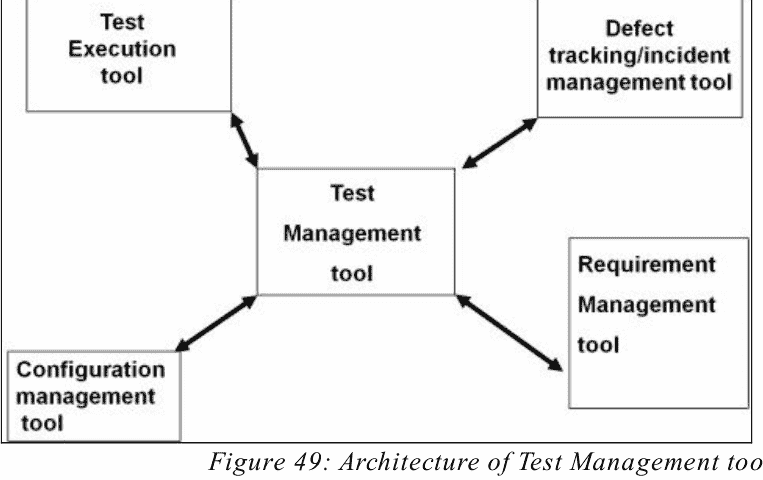 Test
Execution
tool
Defect
tracking/incident
management tool
Test
Management
tool
Requirement
Management
tool
Configuration
management
tool
Figure 49: Architecture of Test Management too